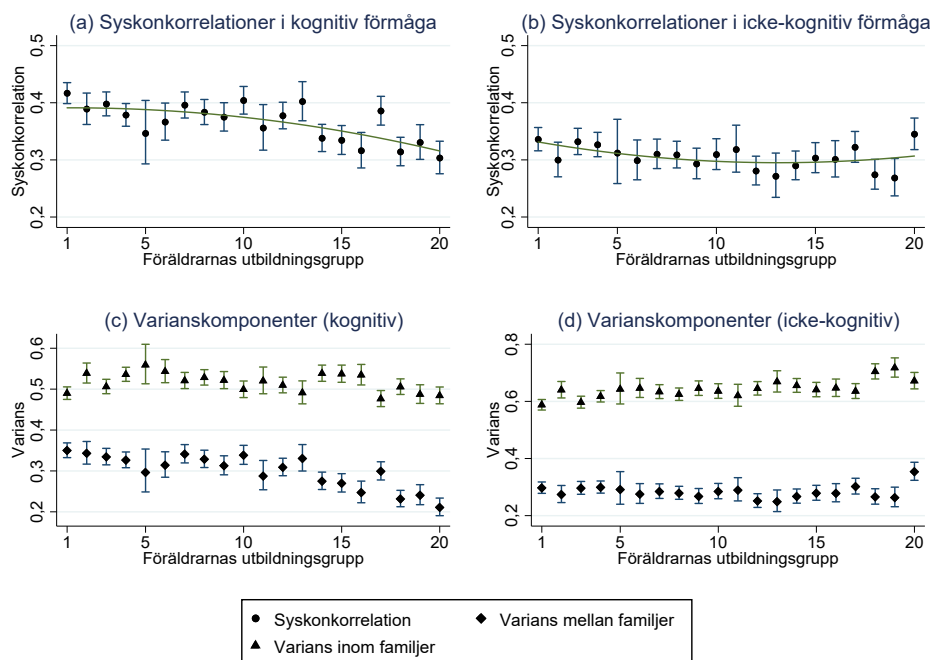 (a) Syskonkorrelationer i kognitiv förmåga
Syskonkorrelation
0,5
0,4
0,3
0,2
1 5 10 15 20
Föräldrarnas utbildningsgrupp
(b) Syskonkorrelationer i icke-kognitiv förmåga
Syskonkorrelation
0,5
0,4
0,3
0,2
1 5 10 15 20
Föräldrarnas utbildningsgrupp
(c) Varianskomponenter (kognitiv)
Varians
0,6
0,5
0,4
0,3
0,2
1 5 10 15 20
Föräldrarnas utbildningsgrupp
(d) Varianskomponenter (icke-kognitiv)
Varians
0,8
0,6
0,4
0,2
1 5 10 15 20
Föräldrarnas utbildningsgrupp
Syskonkorrelation
Varians mellan familjer
Varians inom familjer